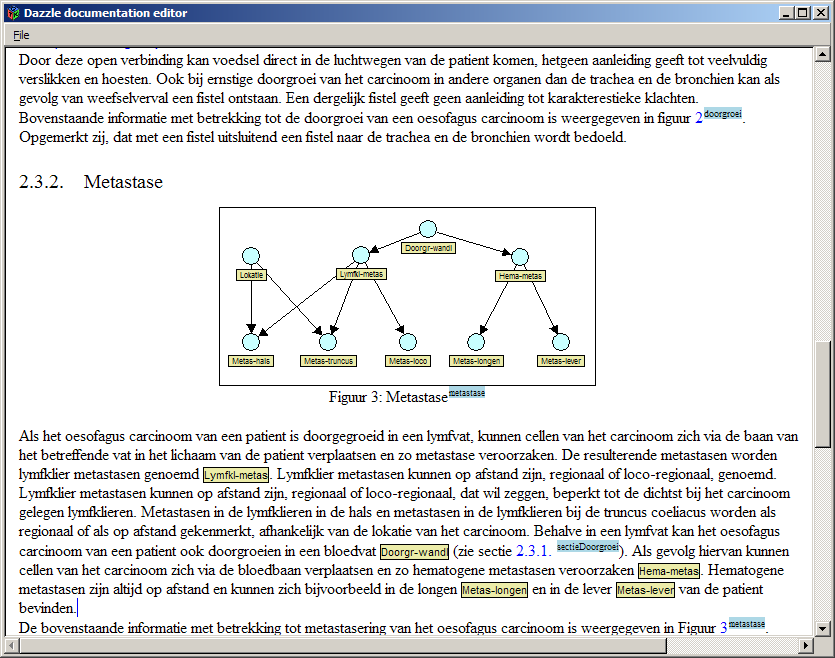 Dazzle documentation editor
File
Door deze open verbinding kan voedsel direct in de luchtwegen van de patient komen, hetgeen aanleiding geeft tot veelvuldig
verslikken en hoesten. Ook bij ernstige doorgroei van het carcinoom in andere organen dan de trachea en de bronchien kan als
gevolg van weefselverval een fistel ontstaan. Een dergelijk fistel geeft geen aanleiding tot karakterestieke klachten.
Bovenstaande informatie met betrekking tot de doorgroei van een oesofagus carcinoom is weergegeven in figuur 2 doorgroei.
Opgemerkt zij, dat met een fistel uitsluitend een fistel naar de trachea en de bronchien wordt bedoeld.
2.3.2. Metastase
Doorgr-wandl
Lokatie Lymfkl-metas Hema-metas
Metas-hals Metas-truncus Metas-loco Metas-longen Metas-lever
Figuur 3: Metastase metastase
Als het oesofagus carcinoom van een patient is doorgegroeid in een lymfvat, kunnen cellen van het carcinoom zich via de baan van
het betreffende vat in het lichaam van de patient verplaatsen en zo metastase veroorzaken. De resulterende metastasen worden
lymfklier metastasen genoemd Lymfkl-metas. Lymfklier metastasen kunnen op afstand zijn, regionaal of loco-regionaal, genoemd.
Lymfklier metastasen kunnen op afstand zijn, regionaal of loco-regionaal, dat wil zeggen, beperkt tot de dichtst bij het carcinoom
gelegen lymfklieren. Metastasen in de lymfklieren in de hals en metastasen in de lymfklieren bij de truncus coeliacus worden als
regionaal of als op afstand gekenmerkt, afhankelijk van de lokatie van het carcinoom. Behalve in een lymfvat kan het oesofagus
carcinoom van een patient ook doorgroeien in een bloedvat Doorgr-wandl (zie sectie 2.3.1. sectieDoorgroei). Als gevolg hiervan kunnen
cellen van het carcinoom zich via de bloedbaan verplaatsen en zo hematogene metastasen veroorzaken Hema-metas. Hematogene
metastasen zijn altijd op afstand en kunnen zich bijvoorbeeld in de longen Metas-longen en in de lever Metas-lever van de patient
bevinden.
De bovenstaande informatie met betrekking tot metastasering van het oesofagus carcinoom is weergegeven in Figuur 3 metastase.